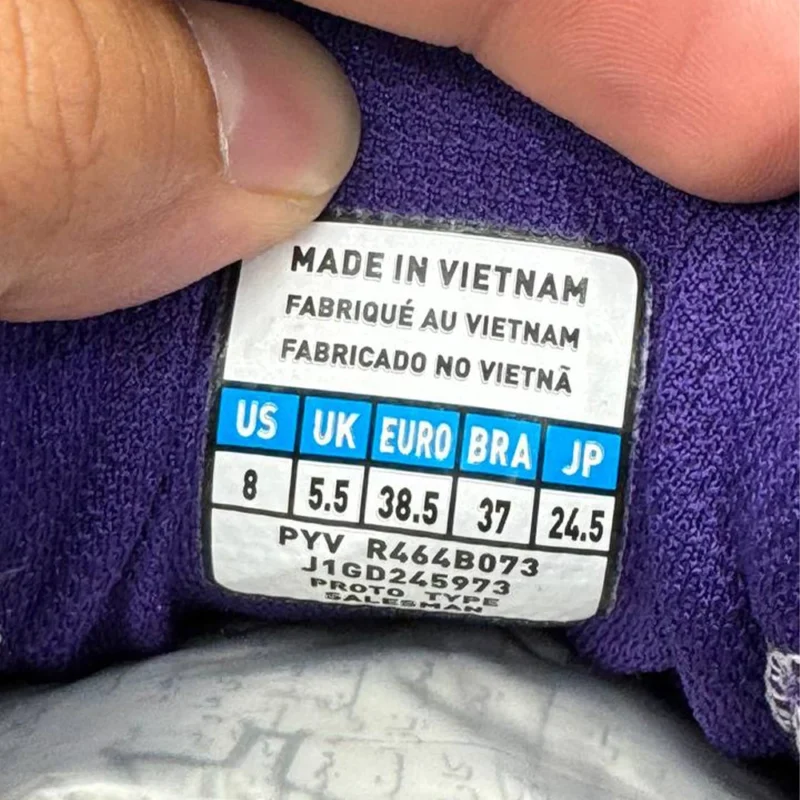 MADE IN VIETNAM
FABRIQUÉ AU VIETNAM
FABRICADO NO VIETNÃ
US UK EURO BRA JP
8 5.5 38.5 37 24.5
PYV R464B073
J1GD245973
PROTO TYPE
SALESMAN